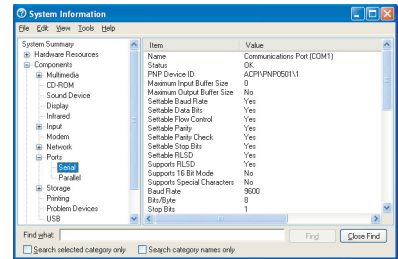 System Information
File Edit View Tools Help
System Summary
Hardware Resources
Components
Multimedia
CD-ROM
Sound Device
Display
Infrared
Input
Modem
Network
Ports
Serial
Parallel
Storage
Printing
Problem Devices
USB
Item Value
Name Communications Port (COM1)
Status OK
PNP Device ID ACPI\PNP0501\1
Maximum Input Buffer Size 0
Maximum Output Buffer Size No
Settable Baud Rate Yes
Settable Data Bits Yes
Settable Flow Control Yes
Settable Parity Yes
Settable Parity Check Yes
Settable Stop Bits Yes
Settable RLSD Yes
Supports RLSD Yes
Supports 16 Bit Mode No
Supports Special Characters No
Baud Rate 9600
Bits/Byte 8
Stop Bits 1
Find what: Find Close Find
Search selected category only Search category names only